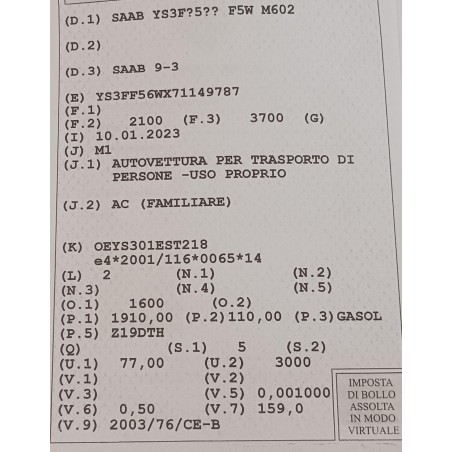 (D.1) SAAB YS3F?5?? F5W M602
(D.2)
(D.3) SAAB 9-3
(E) YS3FF56WX71149787
(F.1)
(F.2) 2100 (F.3) 3700 (G)
(I) 10.01.2023
(J) M1
(J.1) AUTOVETTURA PER TRASPORTO DI
PERSONE -USO PROPRIO
(J.2) AC (FAMILIARE)
(K) OEYS301EST218
e4*2001/116*0065*14
(L) 2 (N.1) (N.2)
(N.3) (N.4) (N.5)
(O.1) 1600 (O.2)
(P.1) 1910,00 (P.2)110,00 (P.3)GASOL
(P.5) Z19DTH
(Q) (S.1) 5 (S.2)
(U.1) 77,00 (U.2) 3000
(V.1) (V.2)
(V.3) (V.5) 0,001000
(V.6) 0,50 (V.7) 159,0
(V.9) 2003/76/CE-B
IMPOSTA
DI BOLLO
ASSOLTA
IN MODO
VIRTUALE